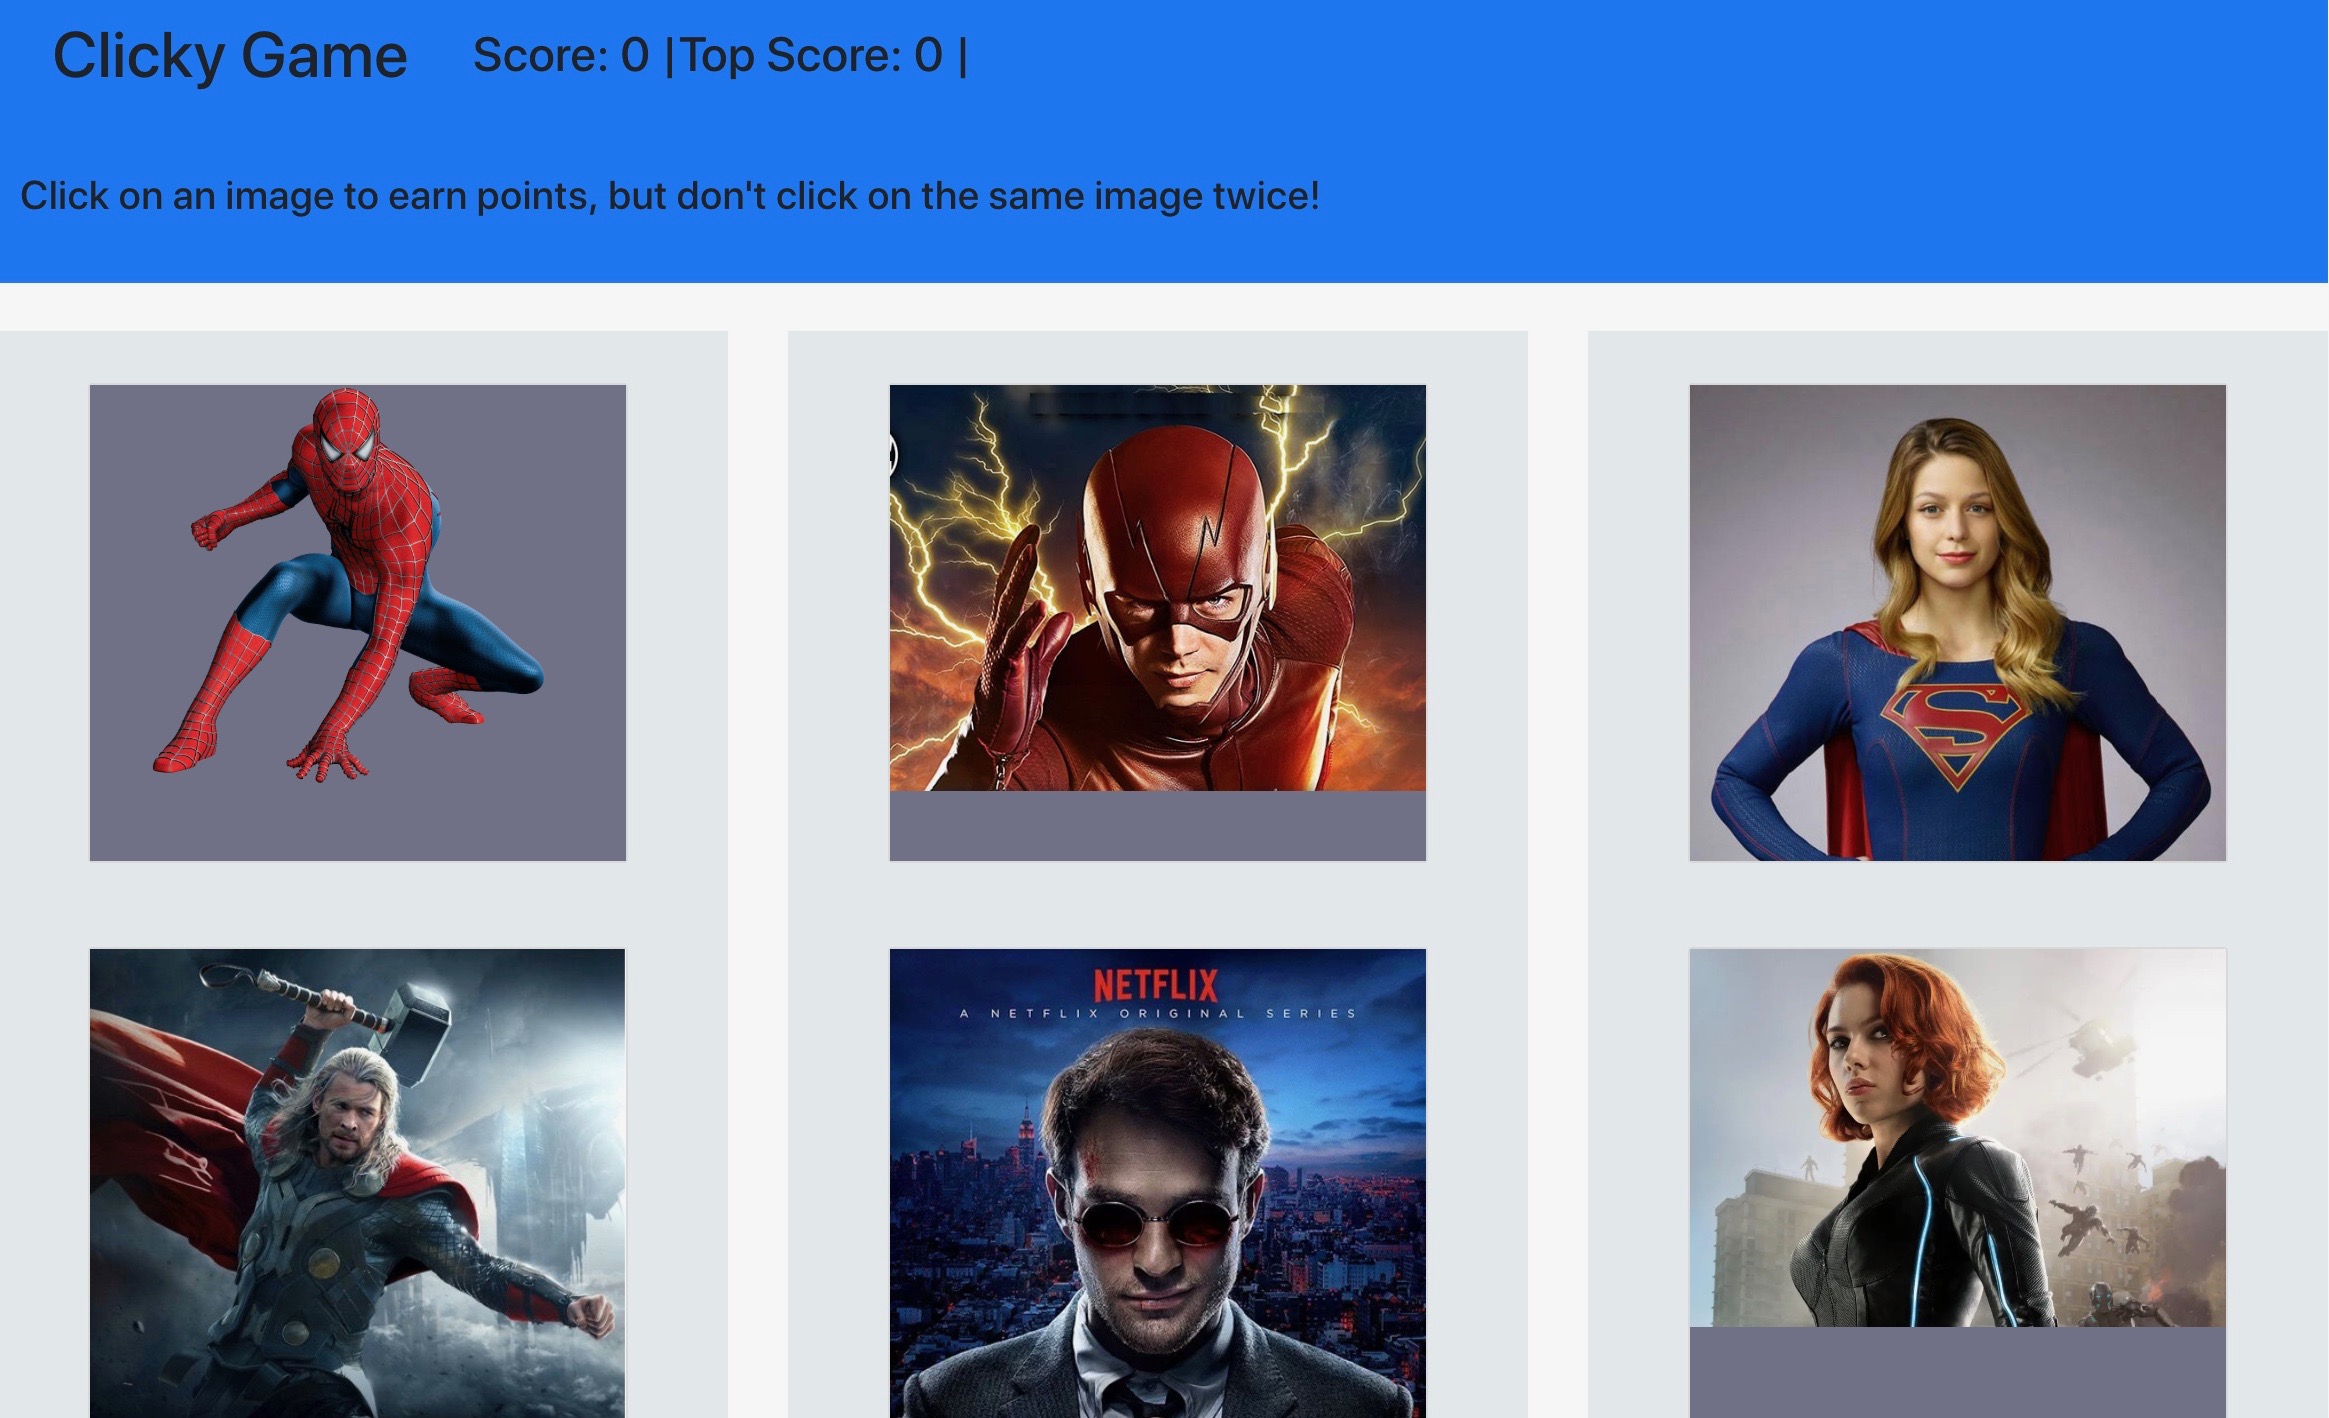 Clicky Game Score: 0 |Top Score: 0 |
Click on an image to earn points, but don't click on the same image twice!
NETFLIX
A NETFLIX ORIGINAL SERIES